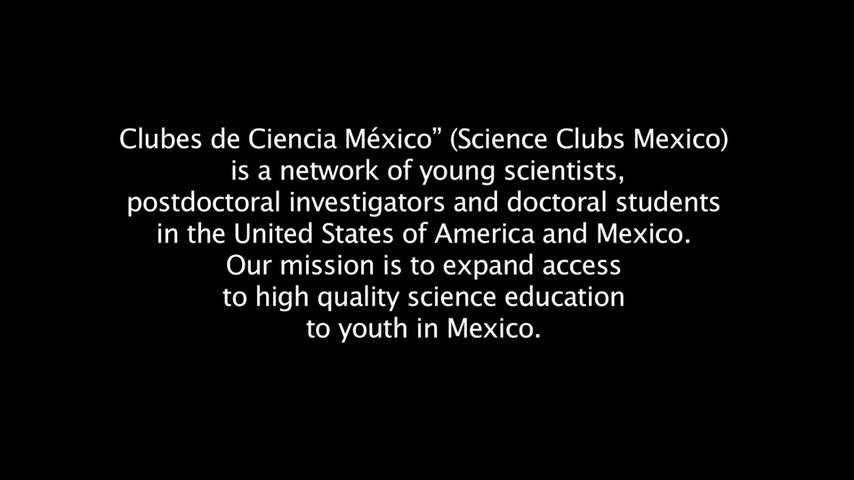 Clubes de Ciencia México” (Science Clubs Mexico)
is a network of young scientists,
postdoctoral investigators and doctoral students
in the United States of America and Mexico.
Our mission is to expand access
to high quality science education
to youth in Mexico.